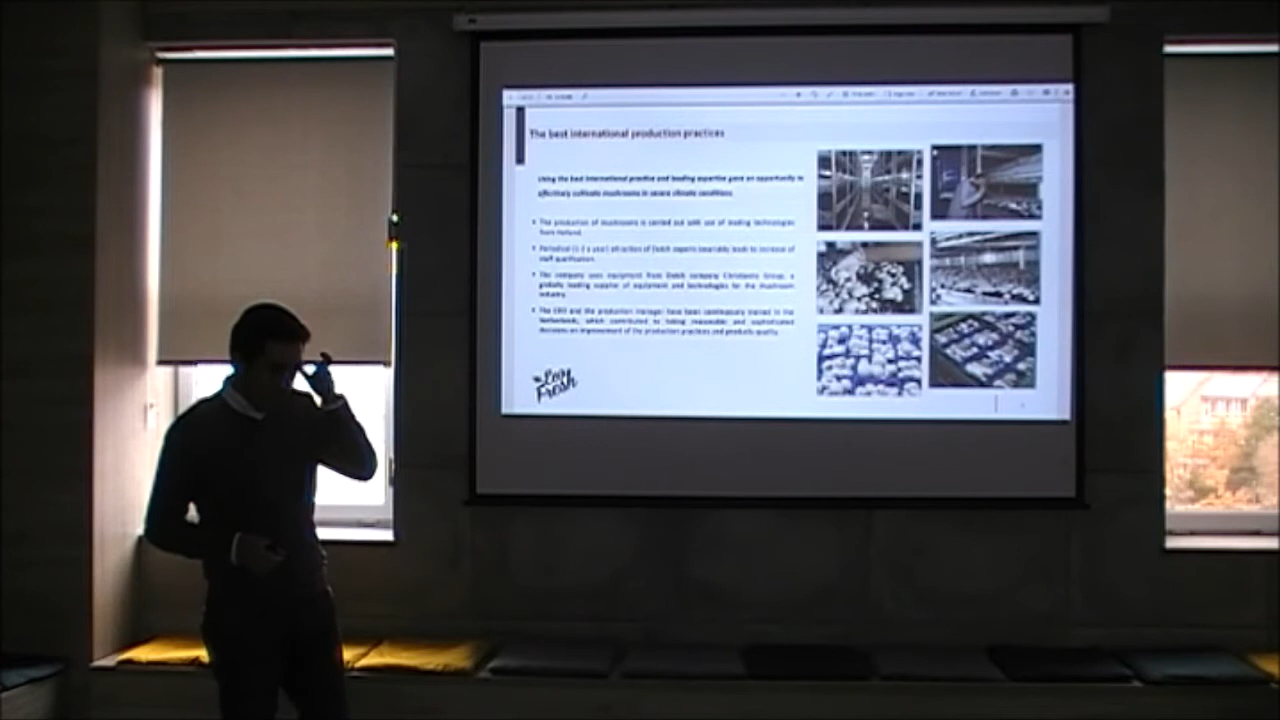 The best international production practices
Using the best international practice and leading expertise gave an opportunity to
effectively cultivate mushrooms in severe climate conditions.
The production of mushrooms is carried out with use of leading technologies
from Holland.
Periodical (1-2 a year) attraction of Dutch experts invariably leads to increase of
staff qualification.
The company uses equipment from Dutch company Christiaens Group, a
globally leading supplier of equipment and technologies for the mushroom
industry.
The CEO and the production manager have been continuously trained in the
Netherlands, which contributed to taking reasonable and sophisticated
decisions on improvement of the production practices and products quality.
Fresh